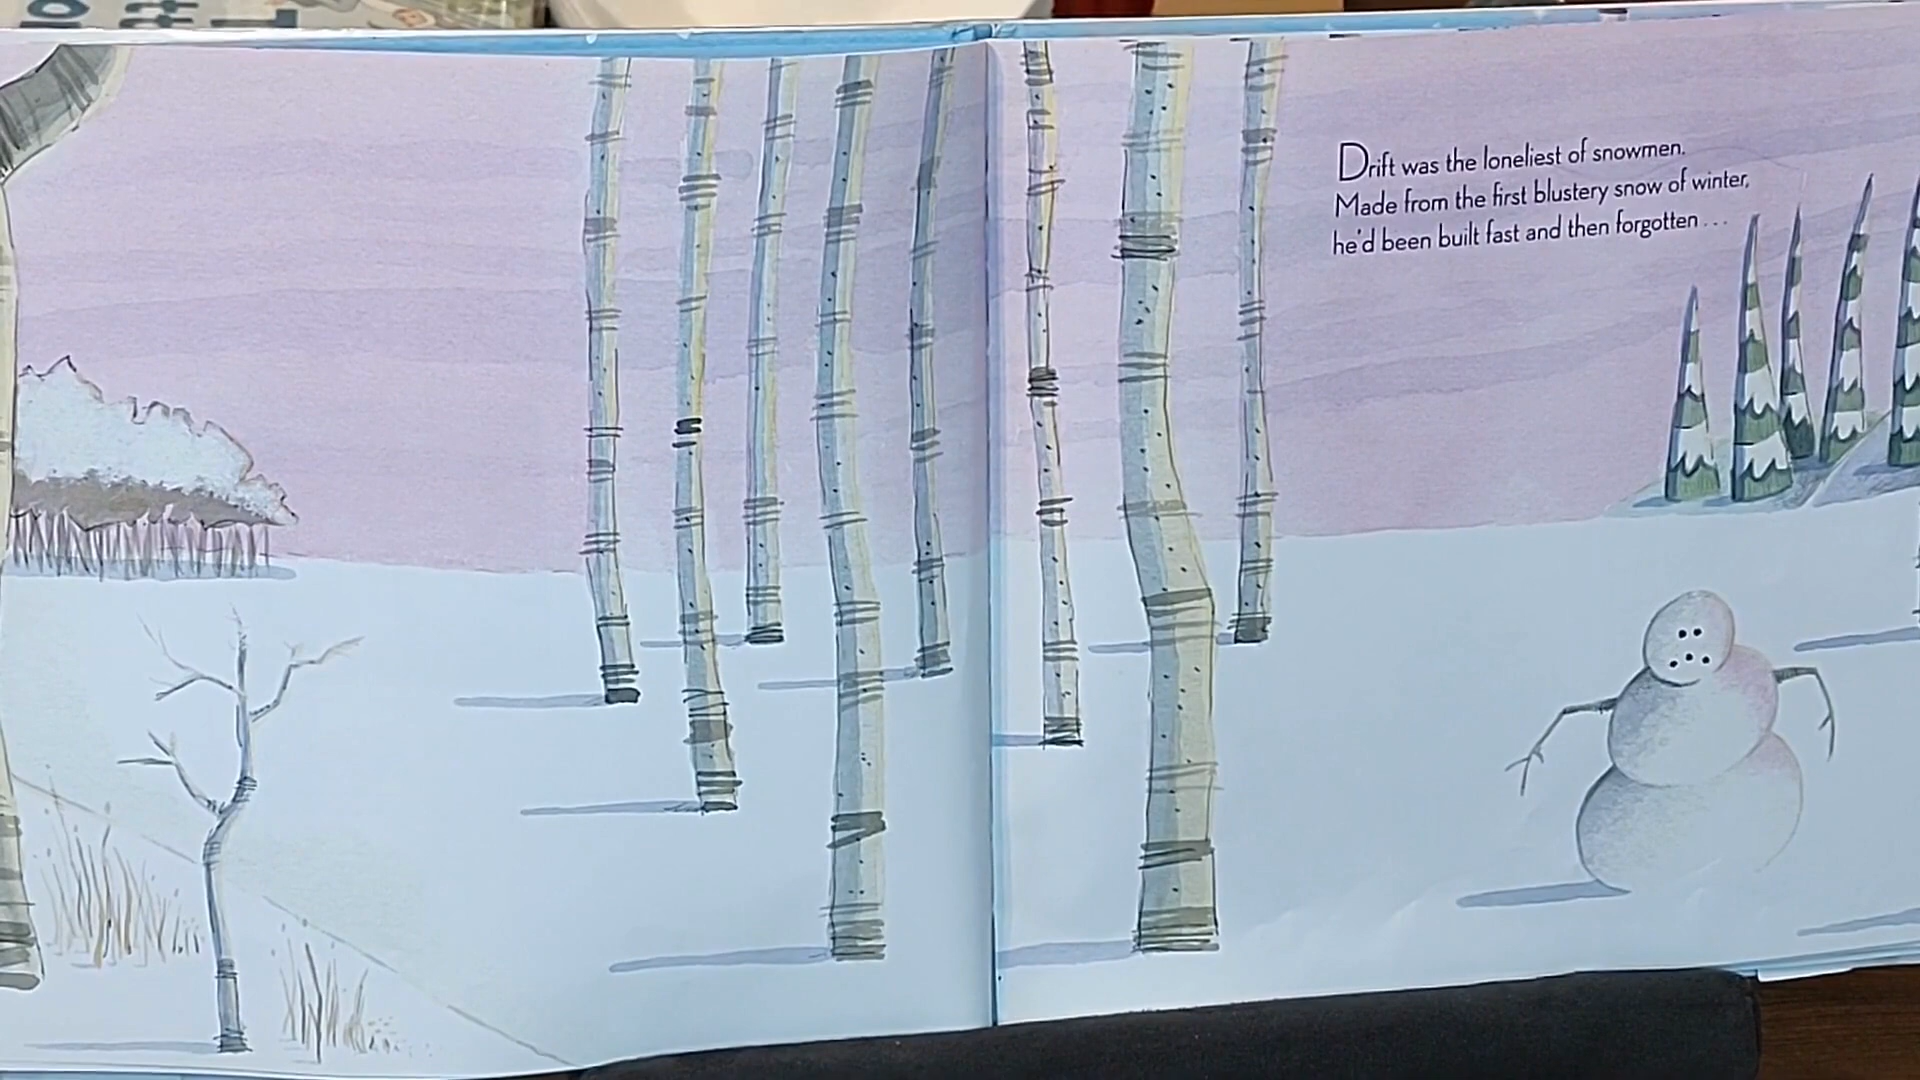 Drift was the loneliest of snowmen.
Made from the first blustery snow of winter,
he'd been built fast and then forgotten . . .